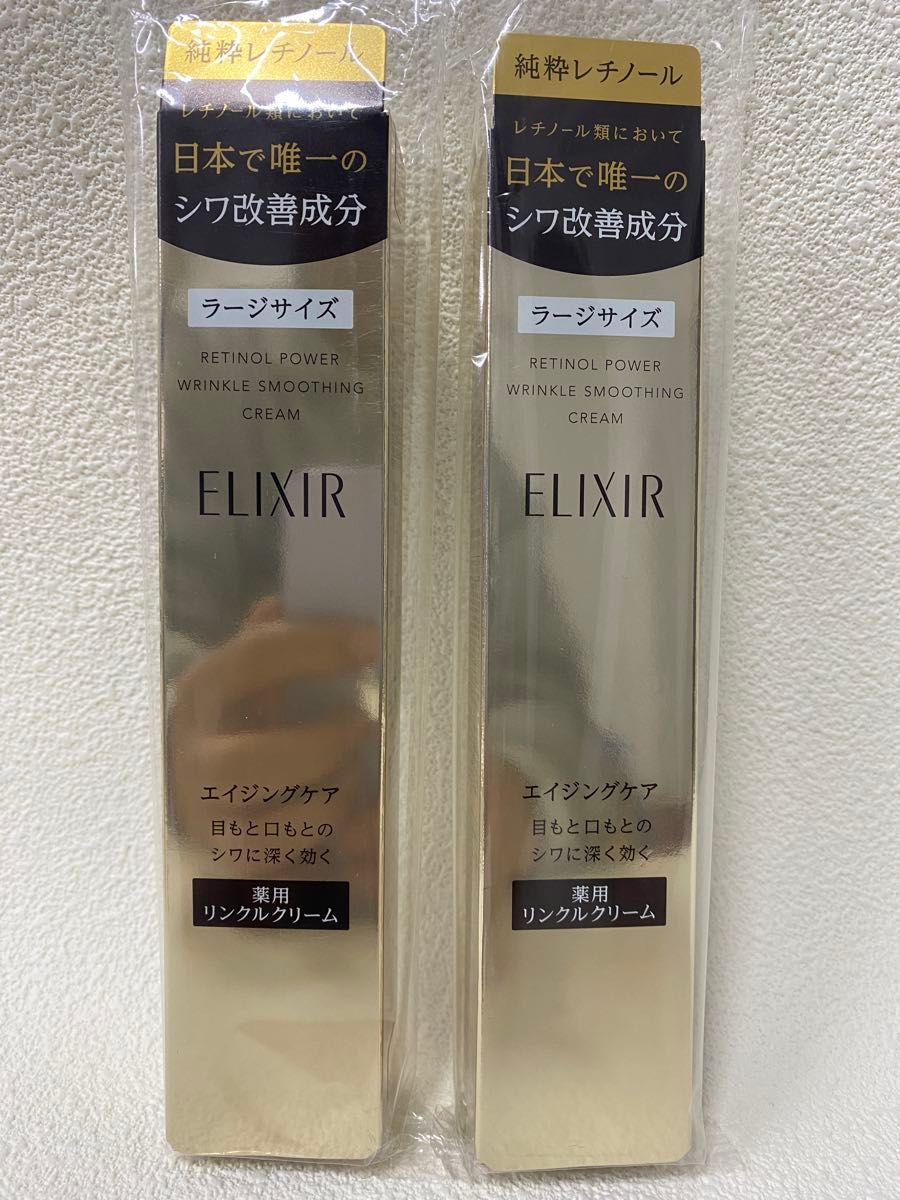 純粋レチノール
レチノール類において
日本で唯一の
シワ改善成分
ラージサイズ
RETINOL POWER
WRINKLE SMOOTHING
CREAM
ELIXIR
エイジングケア
目もと口もとの
シワに深く効く
薬用
リンクルクリーム
純粋レチノール
レチノール類において
日本で唯一の
シワ改善成分
ラージサイズ
RETINOL POWER
WRINKLE SMOOTHING
CREAM
ELIXIR
エイジングケア
目もと口もとの
シワに深く効く
薬用
リンクルクリーム